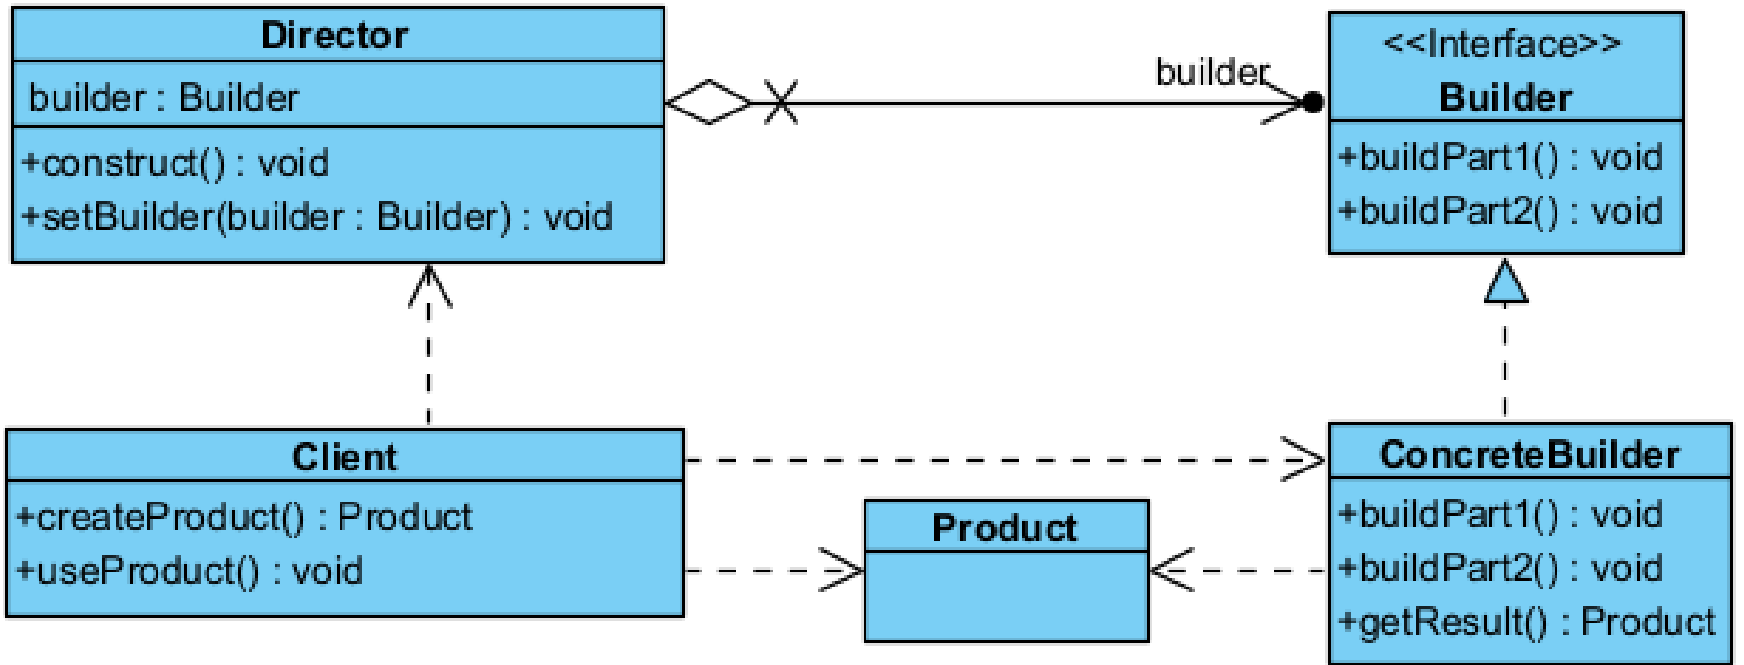 Director
builder : Builder
+construct() : void
+setBuilder(builder : Builder) : void
builder
<<Interface>>
Builder
+buildPart1() : void
+buildPart2() : void
Client
+createProduct() : Product
+useProduct() : void
Product
ConcreteBuilder
+buildPart1() : void
+buildPart2() : void
+getResult() : Product